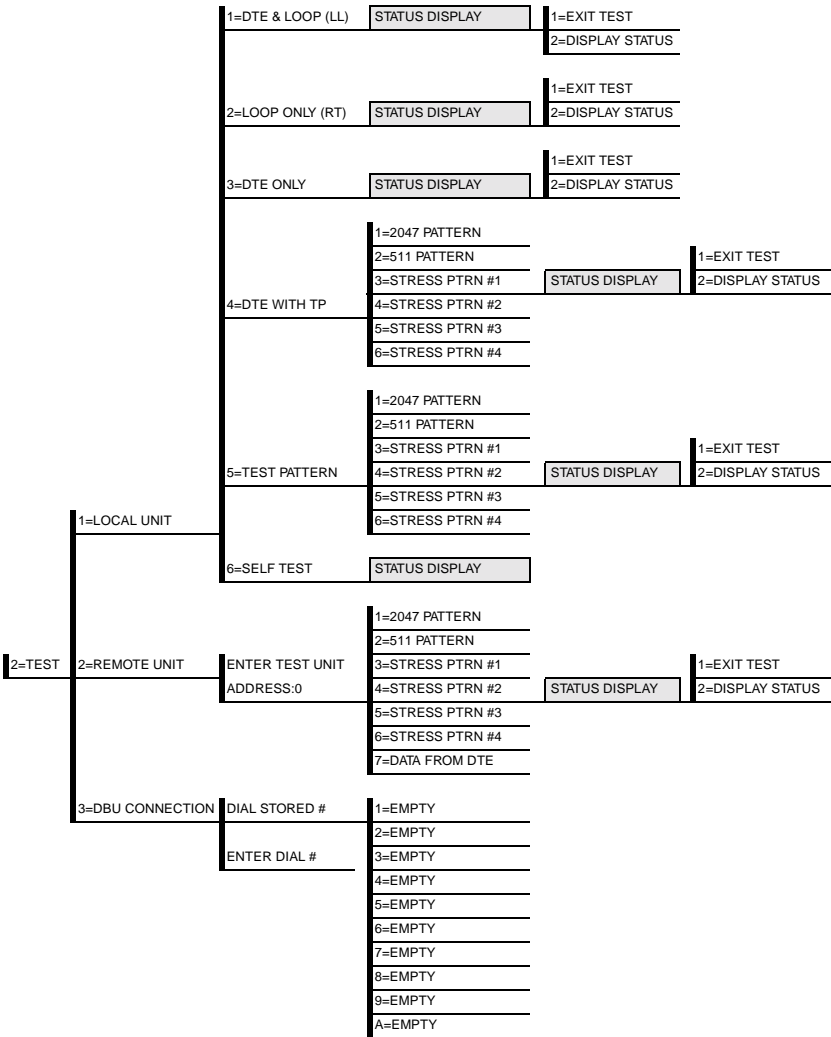 1=DTE & LOOP (LL) STATUS DISPLAY 1=EXIT TEST
2=DISPLAY STATUS
1=EXIT TEST
2=LOOP ONLY (RT) STATUS DISPLAY 2=DISPLAY STATUS
1=EXIT TEST
3=DTE ONLY STATUS DISPLAY 2=DISPLAY STATUS
1=2047 PATTERN
2=511 PATTERN 1=EXIT TEST
3=STRESS PTRN #1 STATUS DISPLAY 2=DISPLAY STATUS
4=DTE WITH TP 4=STRESS PTRN #2
5=STRESS PTRN #3
6=STRESS PTRN #4
1=2047 PATTERN
2=511 PATTERN
3=STRESS PTRN #1 1=EXIT TEST
5=TEST PATTERN 4=STRESS PTRN #2 STATUS DISPLAY 2=DISPLAY STATUS
5=STRESS PTRN #3
1=LOCAL UNIT 6=STRESS PTRN #4
6=SELF TEST STATUS DISPLAY
1=2047 PATTERN
2=511 PATTERN
2=TEST 2=REMOTE UNIT ENTER TEST UNIT 3=STRESS PTRN #1 1=EXIT TEST
ADDRESS:0 4=STRESS PTRN #2 STATUS DISPLAY 2=DISPLAY STATUS
5=STRESS PTRN #3
6=STRESS PTRN #4
7=DATA FROM DTE
3=DBU CONNECTION DIAL STORED # 1=EMPTY
2=EMPTY
ENTER DIAL # 3=EMPTY
4=EMPTY
5=EMPTY
6=EMPTY
7=EMPTY
8=EMPTY
9=EMPTY
A=EMPTY